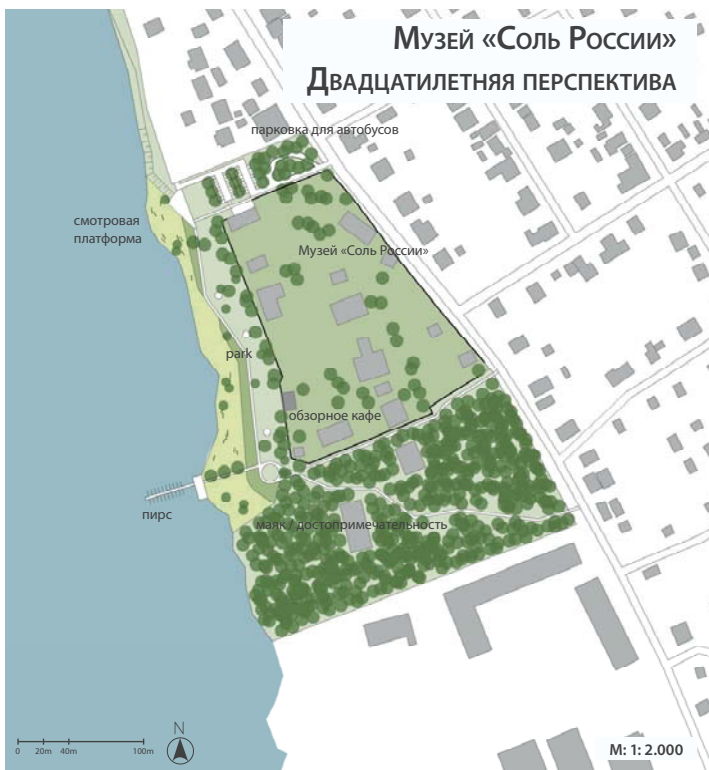 Музей «Соль России»
Двадцатилетняя перспектива
парковка для автобусов
смотровая
платформа
Музей «Соль России»
park
обзорное кафе
пирс
маяк / достопримечательность
N
0 20m 40m 100m
М: 1: 2.000